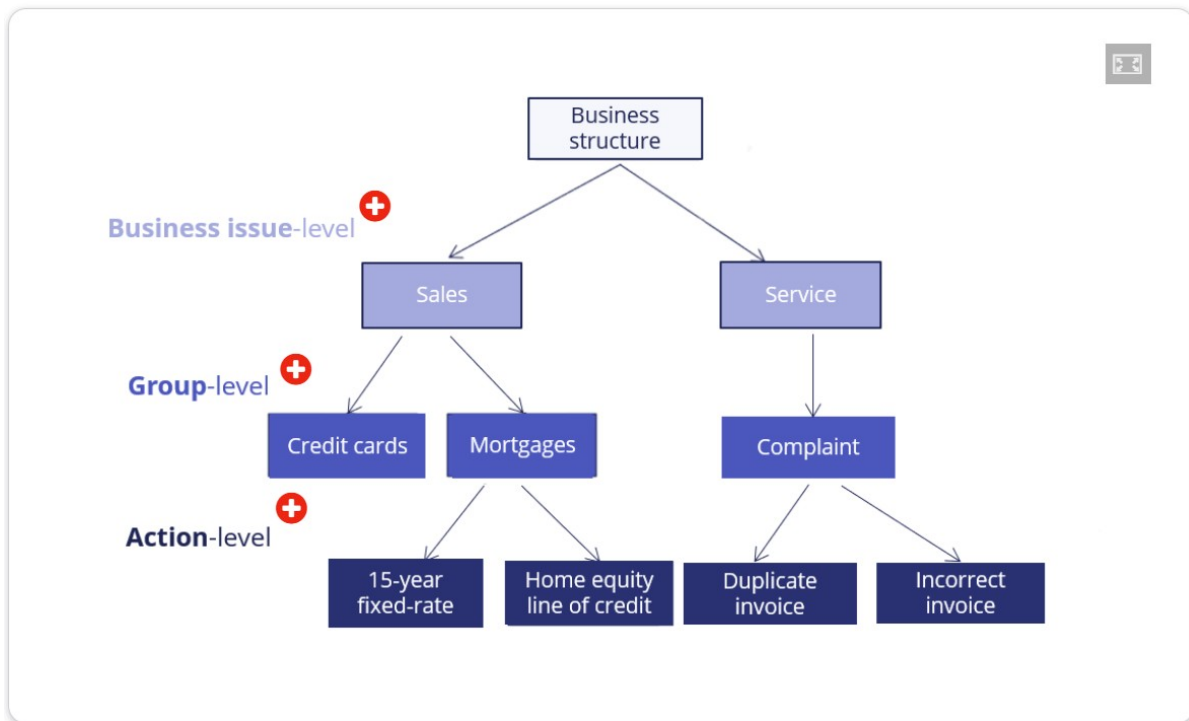 Business
structure
Business issue-level
Sales
Service
Group-level
Credit cards
Mortgages
Complaint
Action-level
15-year
fixed-rate
Home equity
line of credit
Duplicate
invoice
Incorrect
invoice